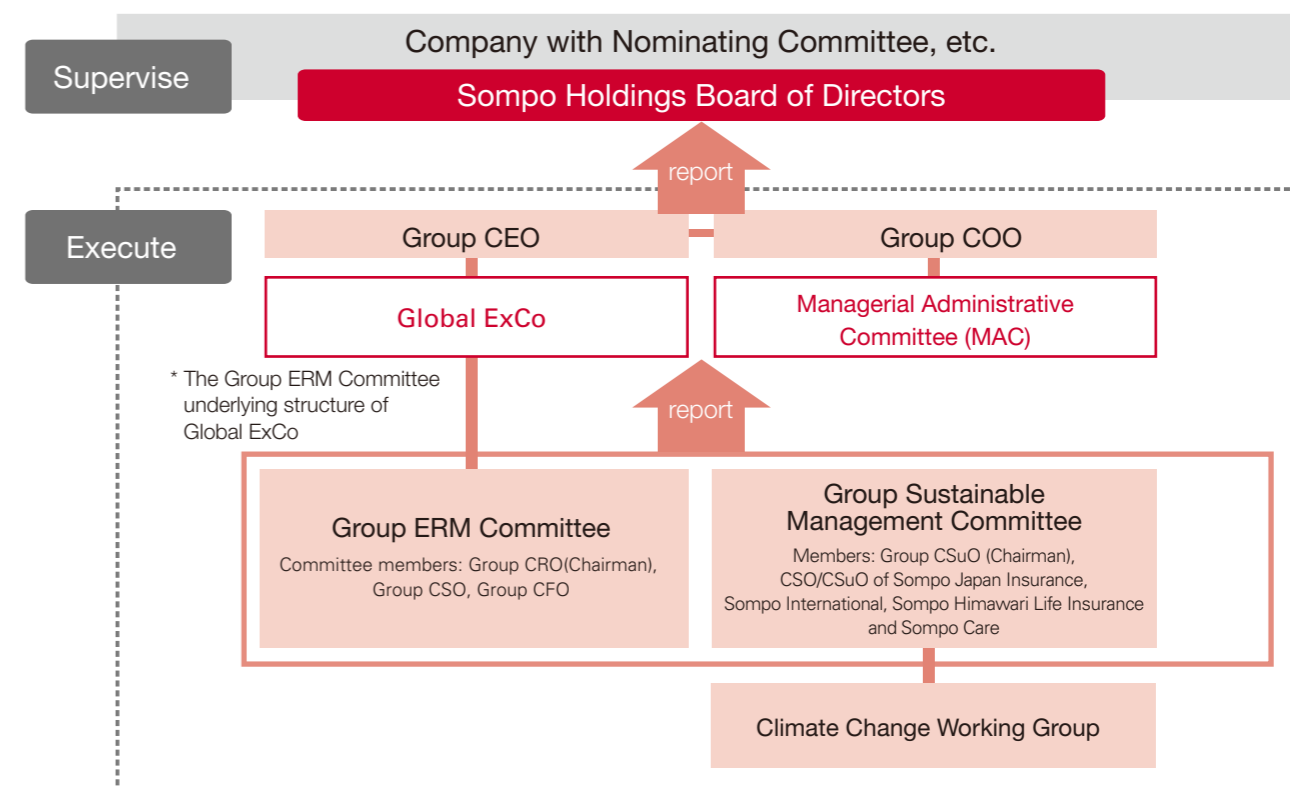 Company with Nominating Committee, etc.
Supervise
Sompo Holdings Board of Directors
report
Execute
Group CEO
Group COO
Global ExCo
Managerial Administrative
Committee (MAC)
* The Group ERM Committee
underlying structure of
Global ExCo
report
Group ERM Committee
Committee members: Group CRO(Chairman),
Group CSO, Group CFO
Group Sustainable
Management Committee
Members: Group CSuO (Chairman),
CSO/CSuO of Sompo Japan Insurance,
Sompo International, Sompo Himawari Life Insurance
and Sompo Care
Climate Change Working Group